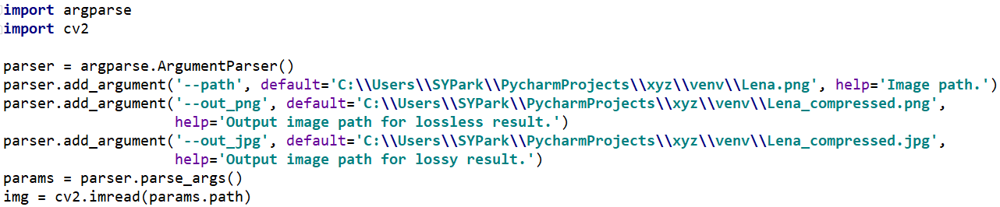 import argparse
import cv2

parser = argparse.ArgumentParser()
parser.add_argument('--path', default='C:\\Users\\SYPark\\PycharmProjects\\xyz\\venv\\Lena.png', help='Image path.')
parser.add_argument('--out_png', default='C:\\Users\\SYPark\\PycharmProjects\\xyz\\venv\\Lena_compressed.png',
                    help='Output image path for lossless result.')
parser.add_argument('--out_jpg', default='C:\\Users\\SYPark\\PycharmProjects\\xyz\\venv\\Lena_compressed.jpg',
                    help='Output image path for lossy result.')
params = parser.parse_args()
img = cv2.imread(params.path)